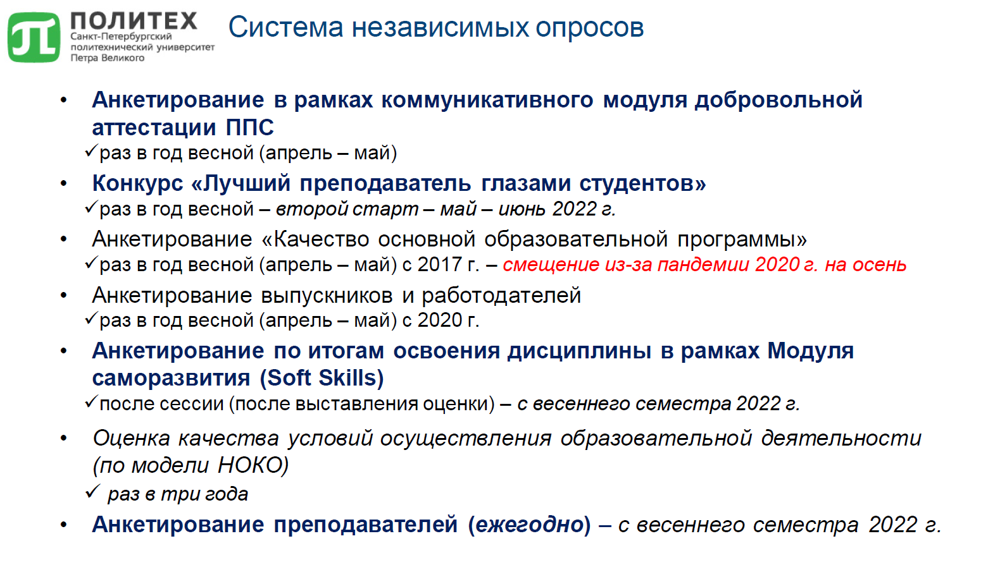 ПОЛИТЕХ
Санкт-Петербургский
политехнический университет
Петра Великого
Система независимых опросов
• Анкетирование в рамках коммуникативного модуля добровольной
аттестации ППС
✓раз в год весной (апрель – май)
• Конкурс «Лучший преподаватель глазами студентов»
✓раз в год весной – второй старт – май – июнь 2022 г.
• Анкетирование «Качество основной образовательной программы»
✓раз в год весной (апрель – май) с 2017 г. – смещение из-за пандемии 2020 г. на осень
• Анкетирование выпускников и работодателей
✓раз в год весной (апрель – май) с 2020 г.
• Анкетирование по итогам освоения дисциплины в рамках Модуля
саморазвития (Soft Skills)
✓после сессии (после выставления оценки) – с весеннего семестра 2022 г.
• Оценка качества условий осуществления образовательной деятельности
(по модели НОКО)
✓ раз в три года
• Анкетирование преподавателей (ежегодно) – с весеннего семестра 2022 г.